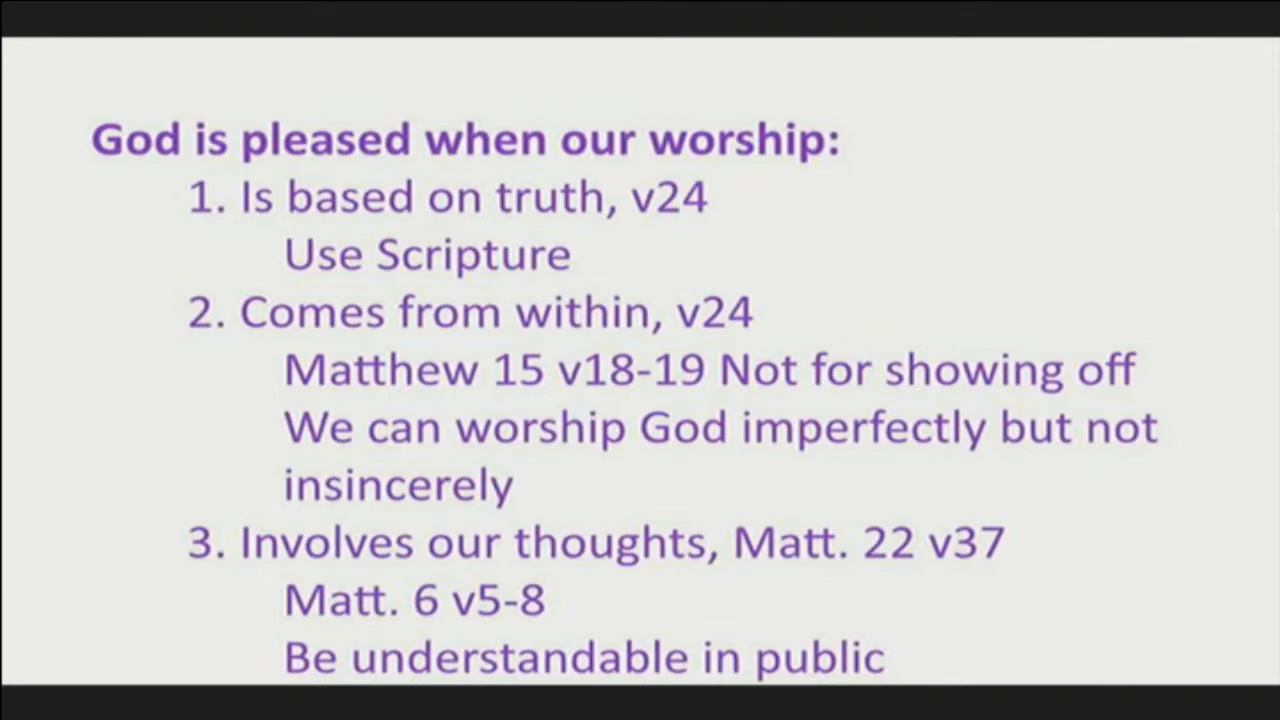 God is pleased when our worship:
1. Is based on truth, v24
Use Scripture
2. Comes from within, v24
Matthew 15 v18-19 Not for showing off
We can worship God imperfectly but not
insincerely
3. Involves our thoughts, Matt. 22 v37
Matt. 6 v5-8
Be understandable in public